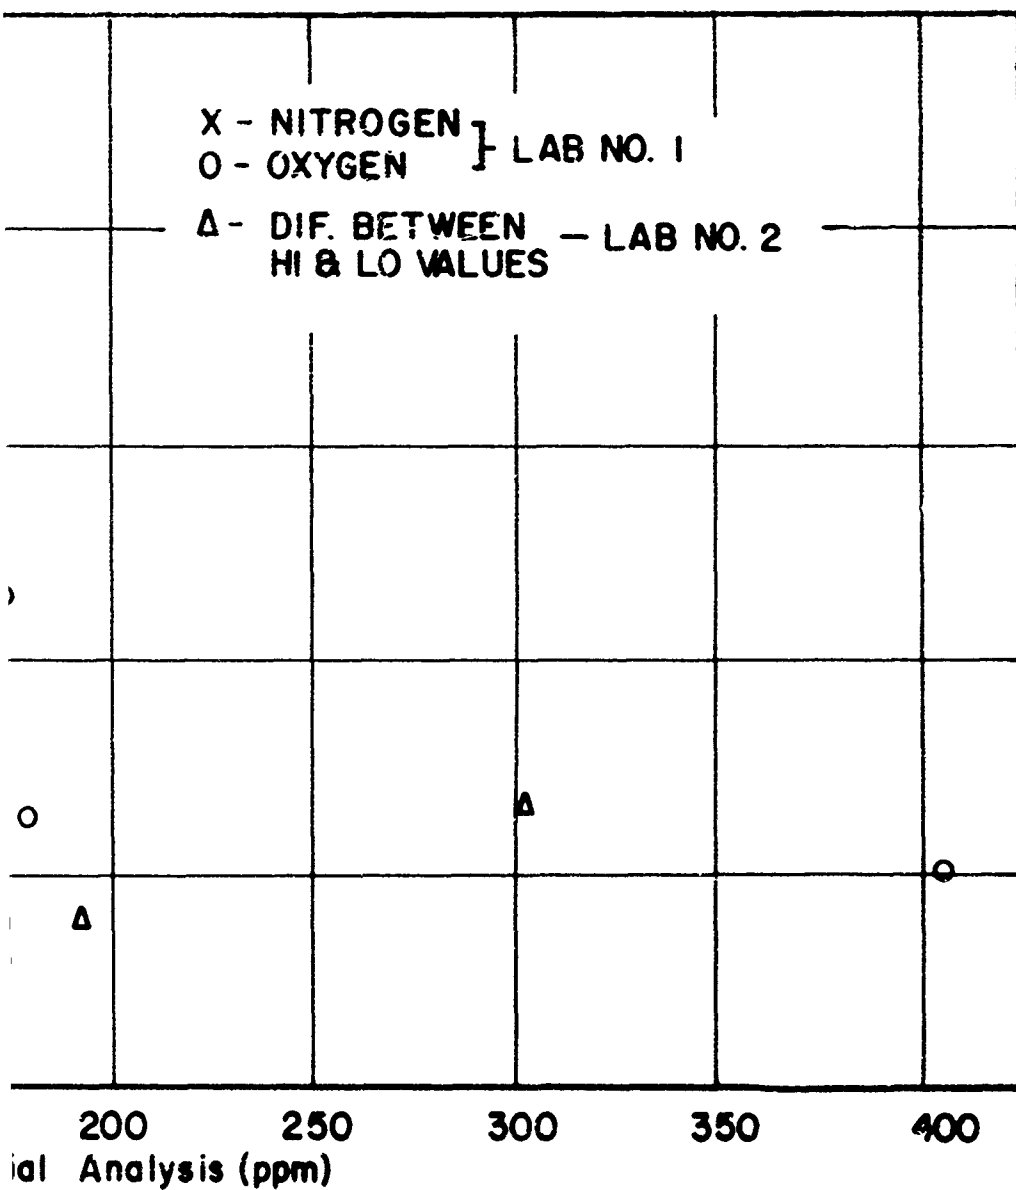 X - NITROGEN
O - OXYGEN
LAB NO. 1
Δ - DIF. BETWEEN
HI & LO VALUES
— LAB NO. 2
200 250 300 350 400
ial Analysis (ppm)